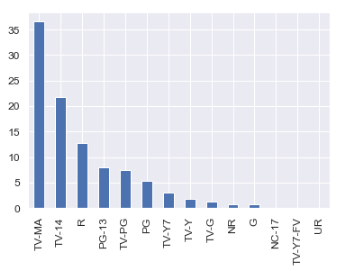 35
30
25
20
15
10
5
0
TV-MA
TV-14
R
PG-13
TV-PG
PG
TV-Y7
TV-Y
TV-G
NR
G
NC-17
TV-Y7-FV
UR